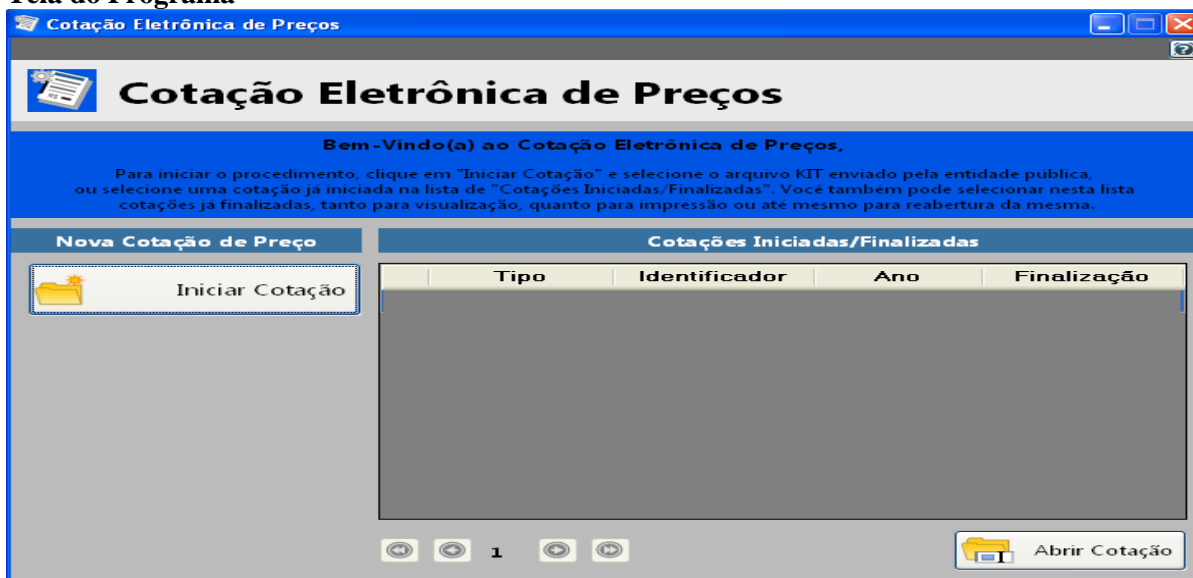 Tela do Programa
Cotação Eletrônica de Preços
Cotação Eletrônica de Preços
Bem-Vindo(a) ao Cotação Eletrônica de Preços,
Para iniciar o procedimento, clique em "Iniciar Cotação" e selecione o arquivo KIT enviado pela entidade pública,
ou selecione uma cotação já iniciada na lista de "Cotações Iniciadas/Finalizadas". Você também pode selecionar nesta lista
cotações já finalizadas, tanto para visualização, quanto para impressão ou até mesmo para reabertura da mesma.
Nova Cotação de Preço
Cotações Iniciadas/Finalizadas
Iniciar Cotação
Tipo Identificador Ano Finalização
1
Abrir Cotação